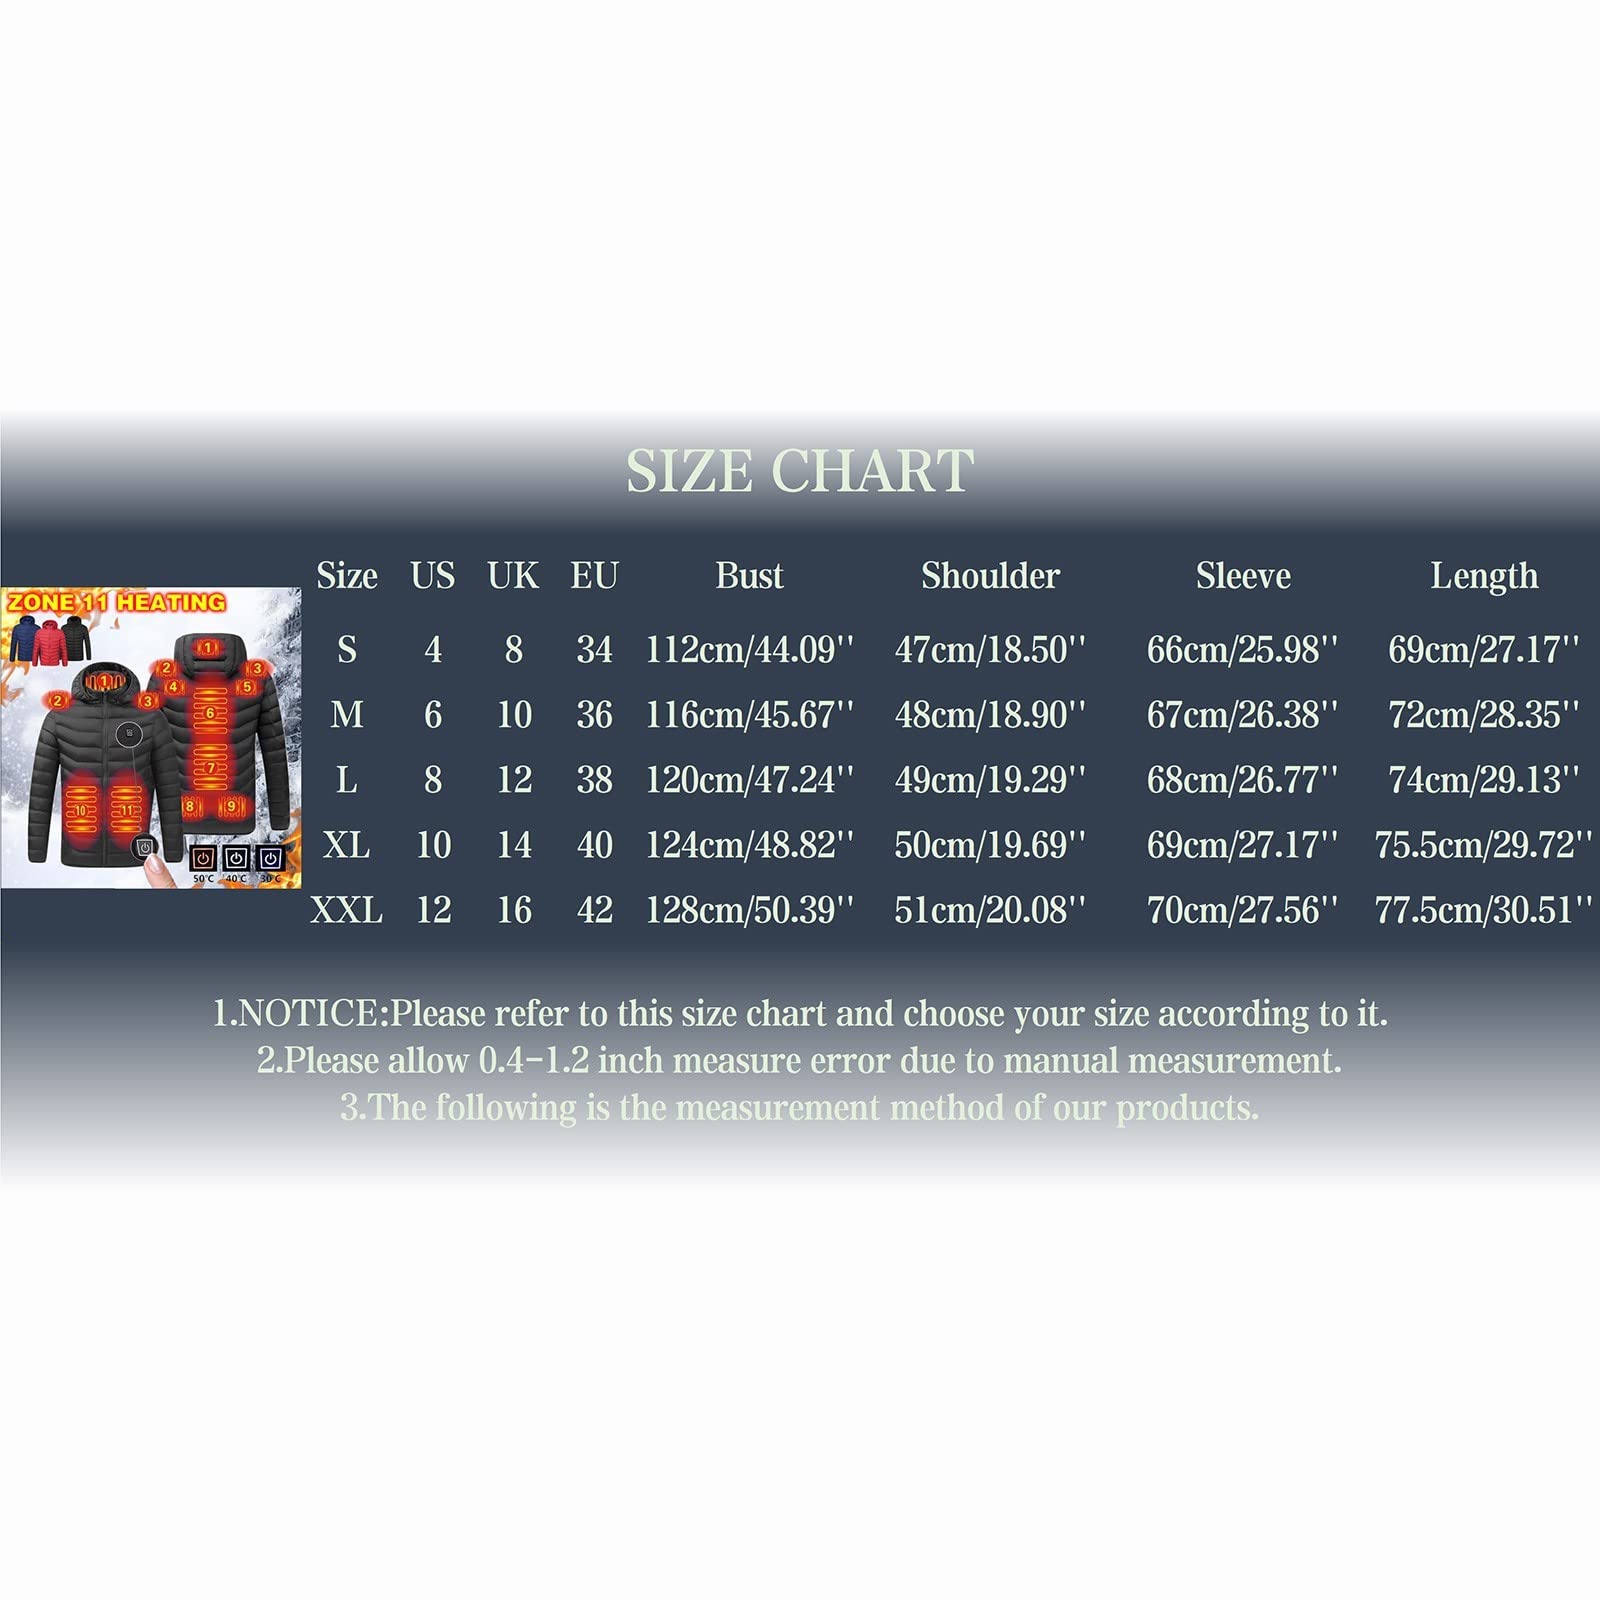 SIZE CHART
Size US UK EU Bust Shoulder Sleeve Length
S 4 8 34 112cm/44.09'' 47cm/18.50'' 66cm/25.98'' 69cm/27.17''
M 6 10 36 116cm/45.67'' 48cm/18.90'' 67cm/26.38'' 72cm/28.35''
L 8 12 38 120cm/47.24'' 49cm/19.29'' 68cm/26.77'' 74cm/29.13''
XL 10 14 40 124cm/48.82'' 50cm/19.69'' 69cm/27.17'' 75.5cm/29.72''
XXL 12 16 42 128cm/50.39'' 51cm/20.08'' 70cm/27.56'' 77.5cm/30.51''
ZONE 11 HEATING
1
2 3
4 5
6
7
8 9
1
2 3
10 11
50°C 40°C 30°C
1.NOTICE:Please refer to this size chart and choose your size according to it.
2.Please allow 0.4-1.2 inch measure error due to manual measurement.
3.The following is the measurement method of our products.